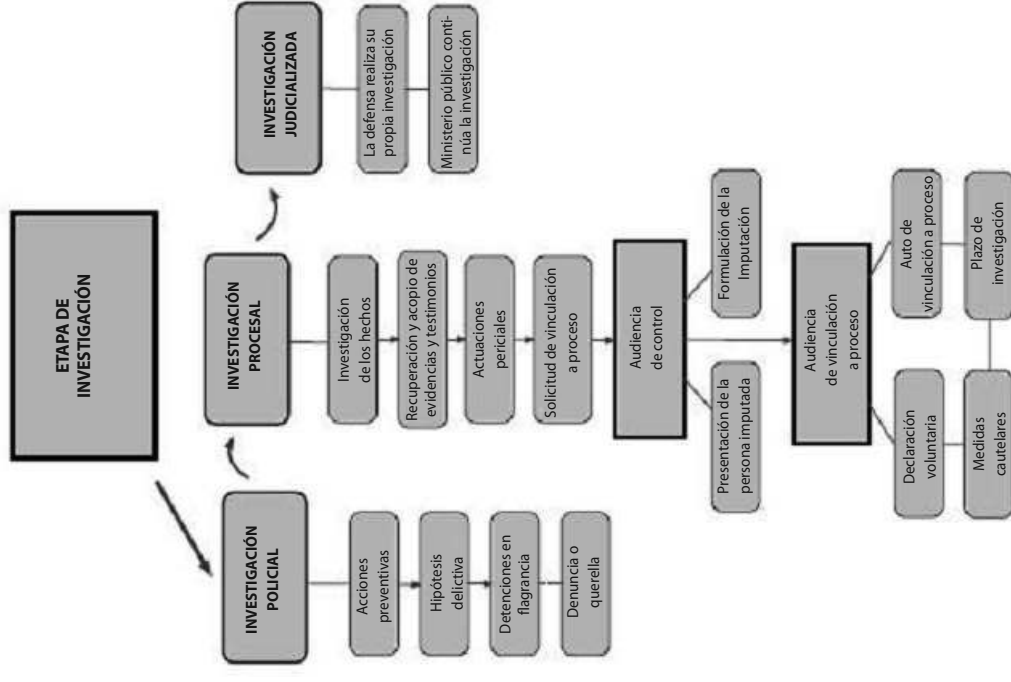 ETAPA DE
INVESTIGACIÓN
INVESTIGACIÓN
POLICIAL
Acciones
preventivas
Hipótesis
delictiva
Detenciones en
flagrancia
Denuncia o
querella
INVESTIGACIÓN
PROCESAL
Investigación
de los hechos
Recuperación y acopio de
evidencias y testimonios
Actuaciones
periciales
Solicitud de vinculación
a proceso
Audiencia
de control
Presentación de la
persona imputada
Formulación de la
Imputación
Audiencia
de vinculación
a proceso
Declaración
voluntaria
Auto de
vinculación a proceso
Medidas
cautelares
Plazo de
investigación
INVESTIGACIÓN
JUDICIALIZADA
La defensa realiza su
propia investigación
Ministerio público conti-
núa la investigación